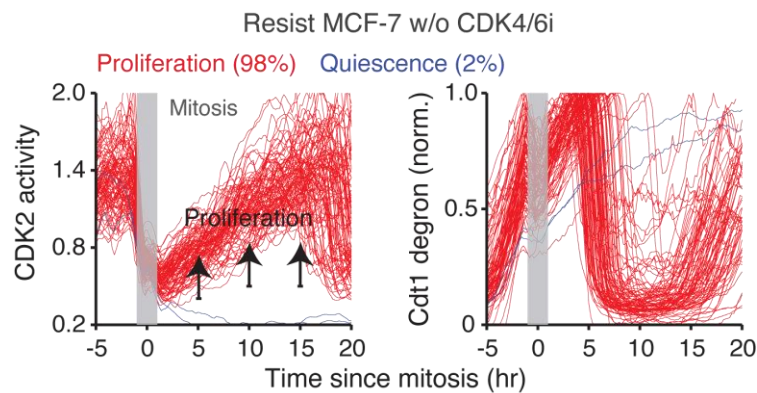 Resist MCF-7 w/o CDK4/6i
Proliferation (98%) Quiescence (2%)
CDK2 activity
2.0
1.4
0.8
0.2
Mitosis
Proliferation
-5 0 5 10 15 20
Cdt1 degron (norm.)
1.0
0.5
0
-5 0 5 10 15 20
Time since mitosis (hr)